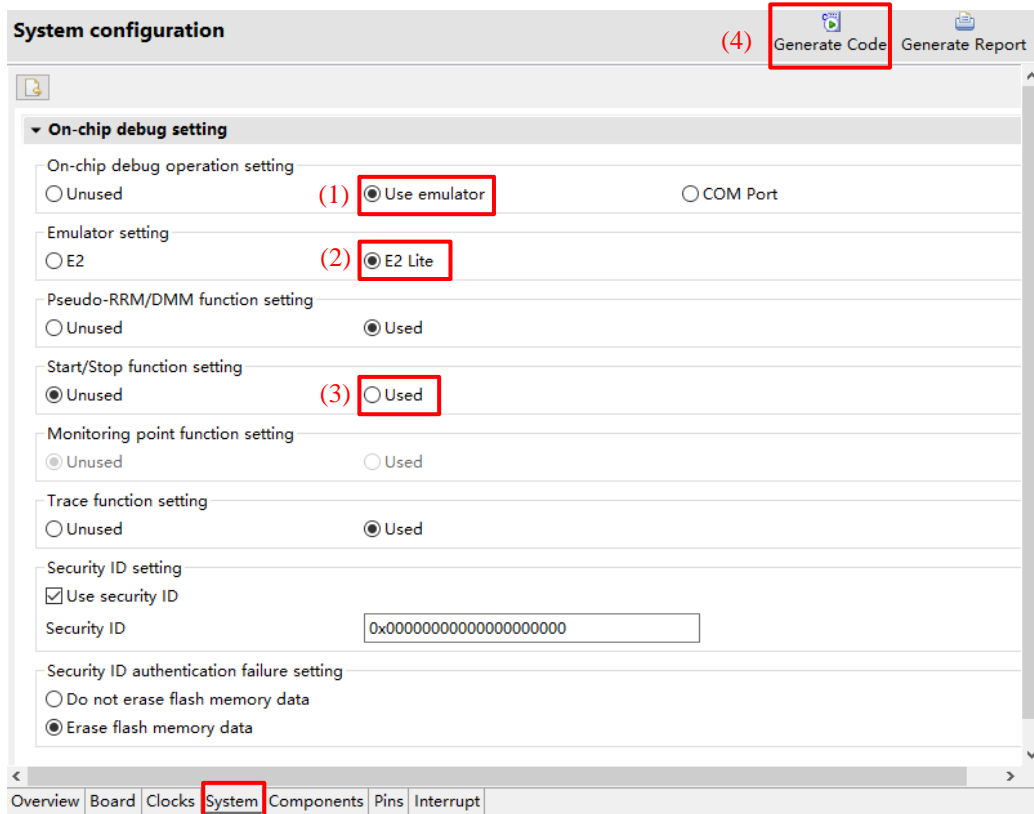 System configuration
(4)
Generate Code Generate Report
On-chip debug setting
On-chip debug operation setting
Unused (1) Use emulator COM Port
Emulator setting
E2 (2) E2 Lite
Pseudo-RRM/DMM function setting
Unused Used
Start/Stop function setting
Unused (3) Used
Monitoring point function setting
Unused Used
Trace function setting
Unused Used
Security ID setting
Use security ID
Security ID 0x00000000000000000000
Security ID authentication failure setting
Do not erase flash memory data
Erase flash memory data
Overview Board Clocks System Components Pins Interrupt